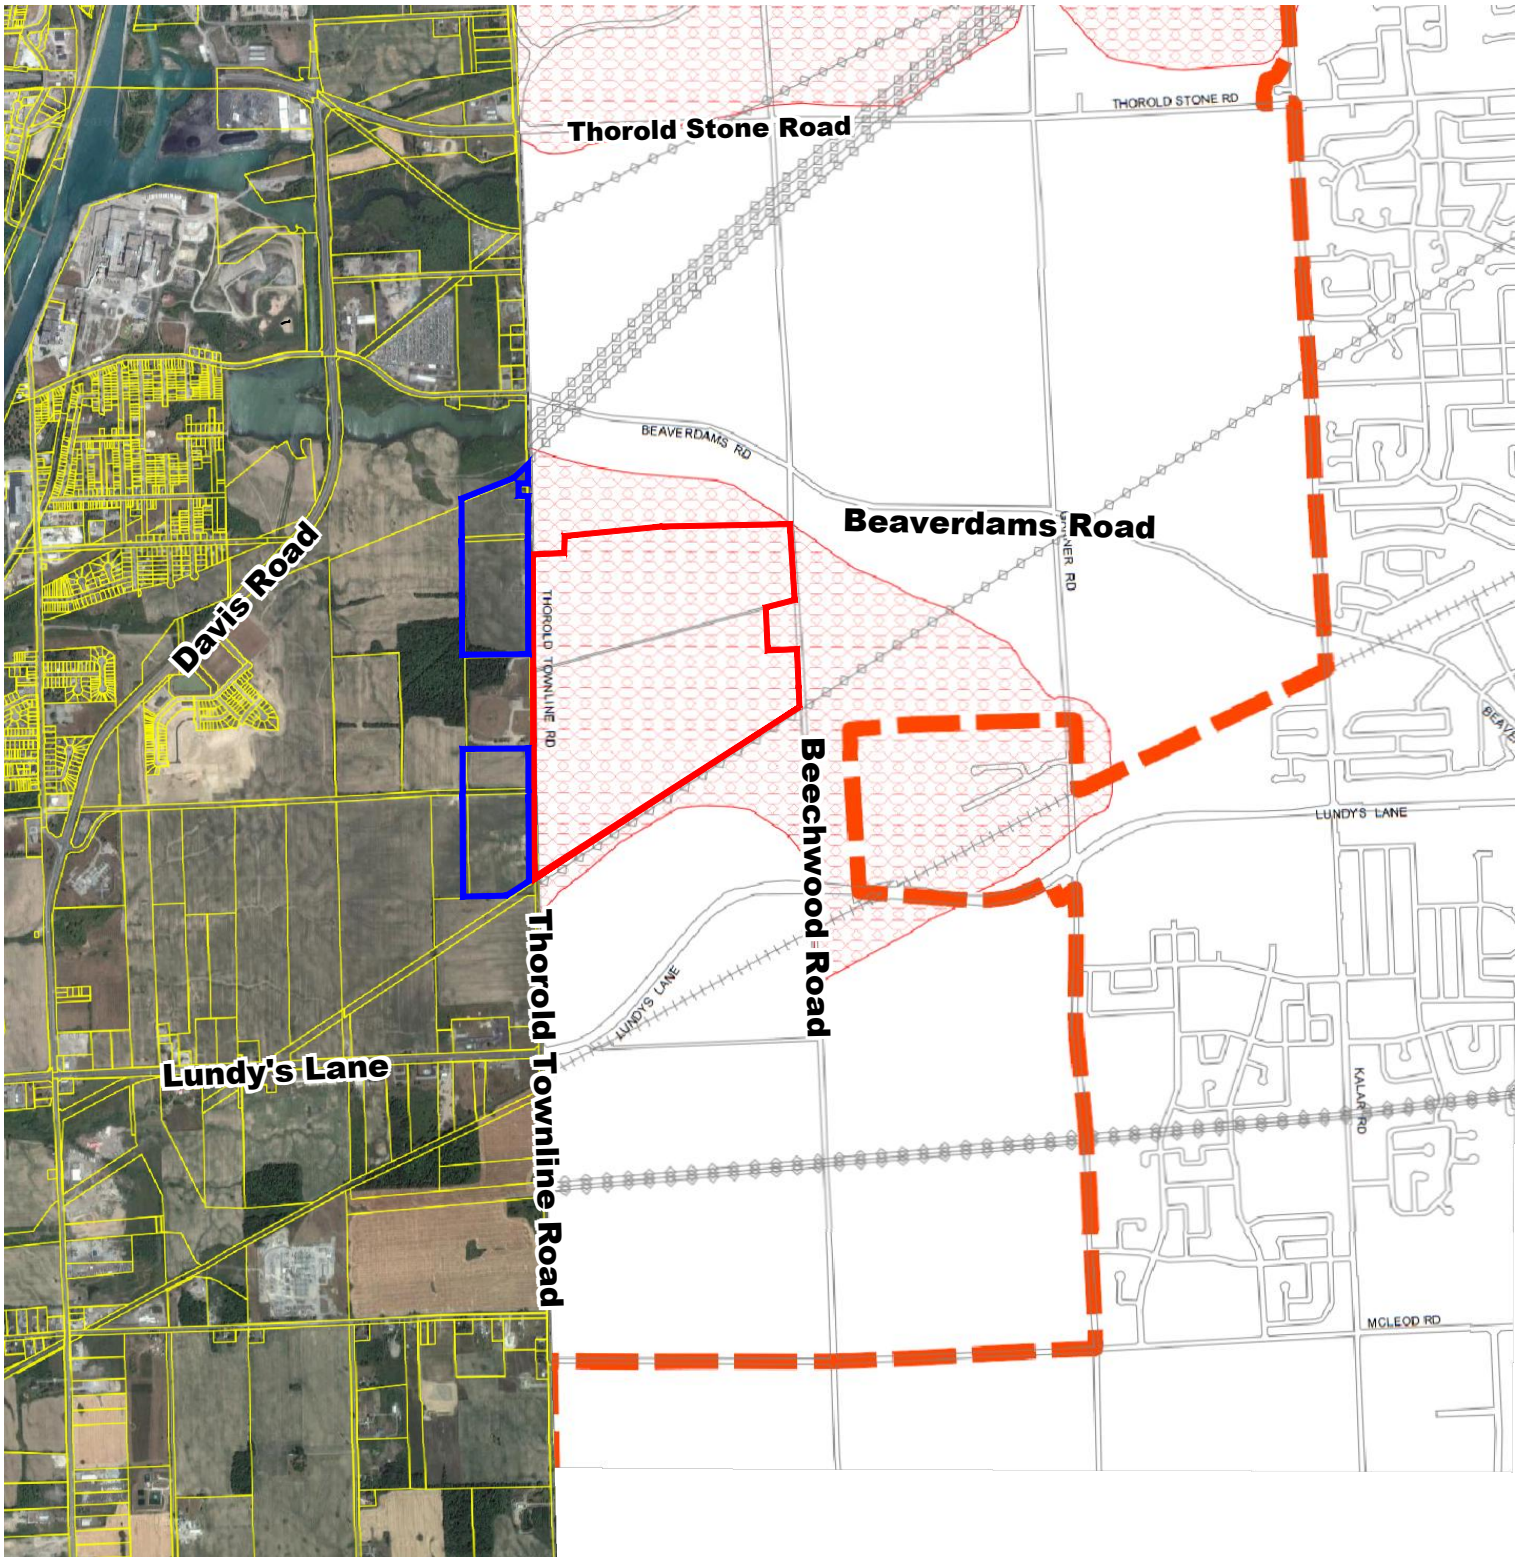 THOROLD STONE RD
Thorold Stone Road
BEAVERDAMS RD
Beaverdams Road
Davis Road
THOROLD TOWNLINE RD
Beechwood Road
LUNDYS LANE
Thorold Townline Road
LUNDYS LANE
Lundy's Lane
KALAR RD
MCLEOD RD